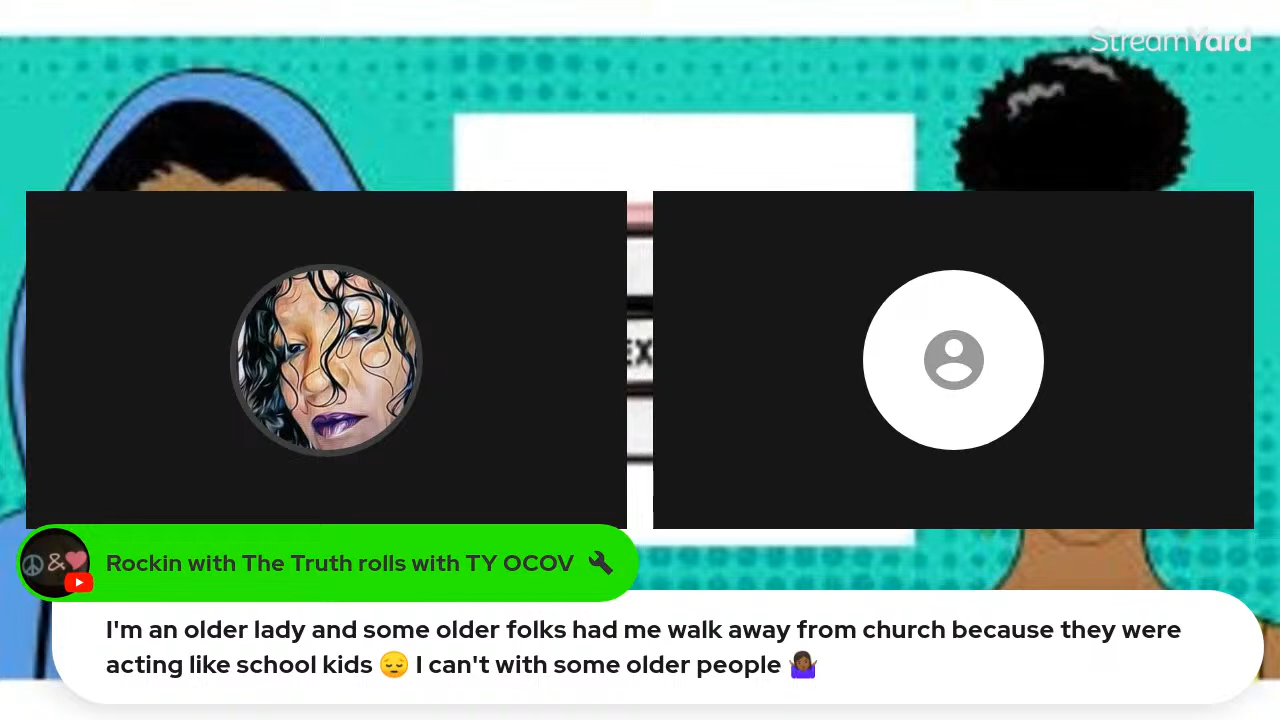 StreamYard
EX
&
Rockin with The Truth rolls with TY OCOV
I'm an older lady and some older folks had me walk away from church because they were
acting like school kids 😔 I can't with some older people 🤷🏾‍♀️